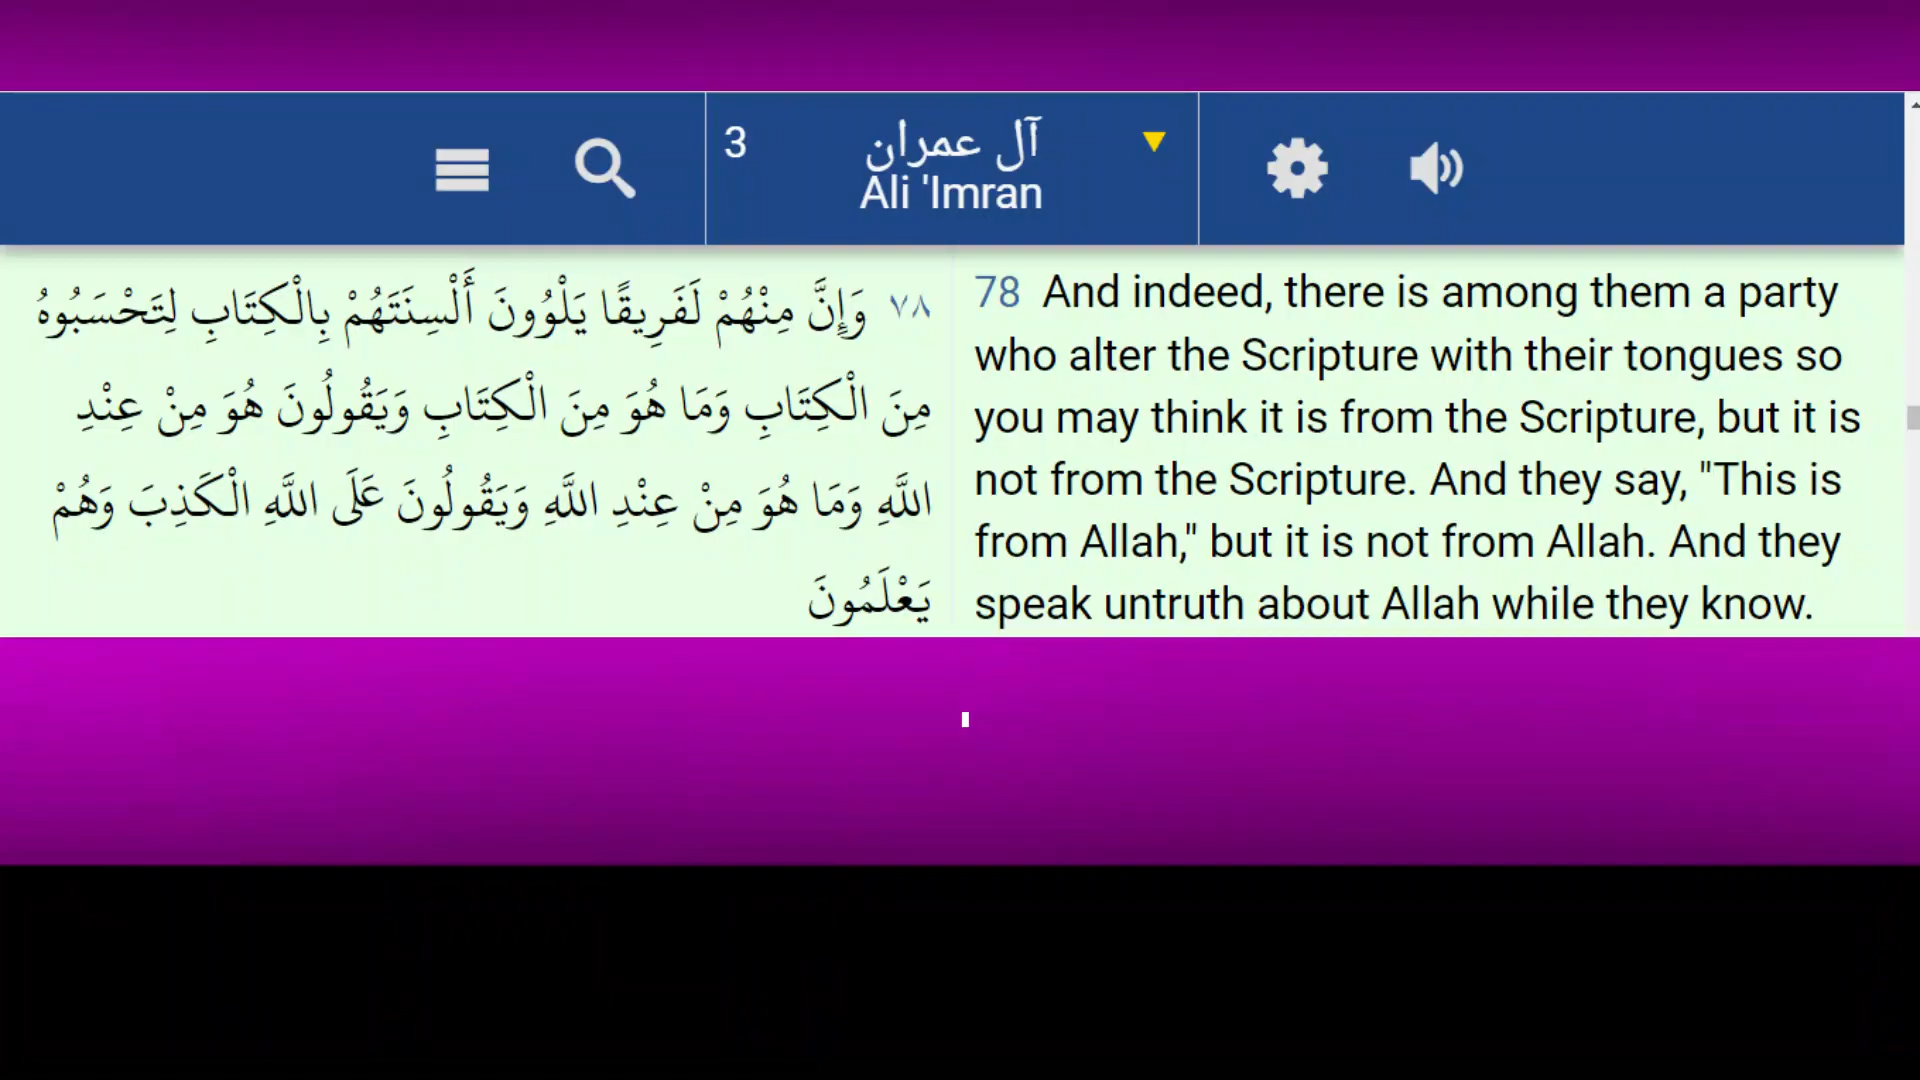 3
آل عمران
Ali 'Imran
٧٨ وَإِنَّ مِنْهُمْ لَفَرِيقًا يَلْوُونَ أَلْسِنَتَهُمْ بِالْكِتَابِ لِتَحْسَبُوهُ
مِنَ الْكِتَابِ وَمَا هُوَ مِنَ الْكِتَابِ وَيَقُولُونَ هُوَ مِنْ عِنْدِ
اللَّهِ وَمَا هُوَ مِنْ عِنْدِ اللَّهِ وَيَقُولُونَ عَلَى اللَّهِ الْكَذِبَ وَهُمْ
يَعْلَمُونَ
78 And indeed, there is among them a party
who alter the Scripture with their tongues so
you may think it is from the Scripture, but it is
not from the Scripture. And they say, "This is
from Allah," but it is not from Allah. And they
speak untruth about Allah while they know.